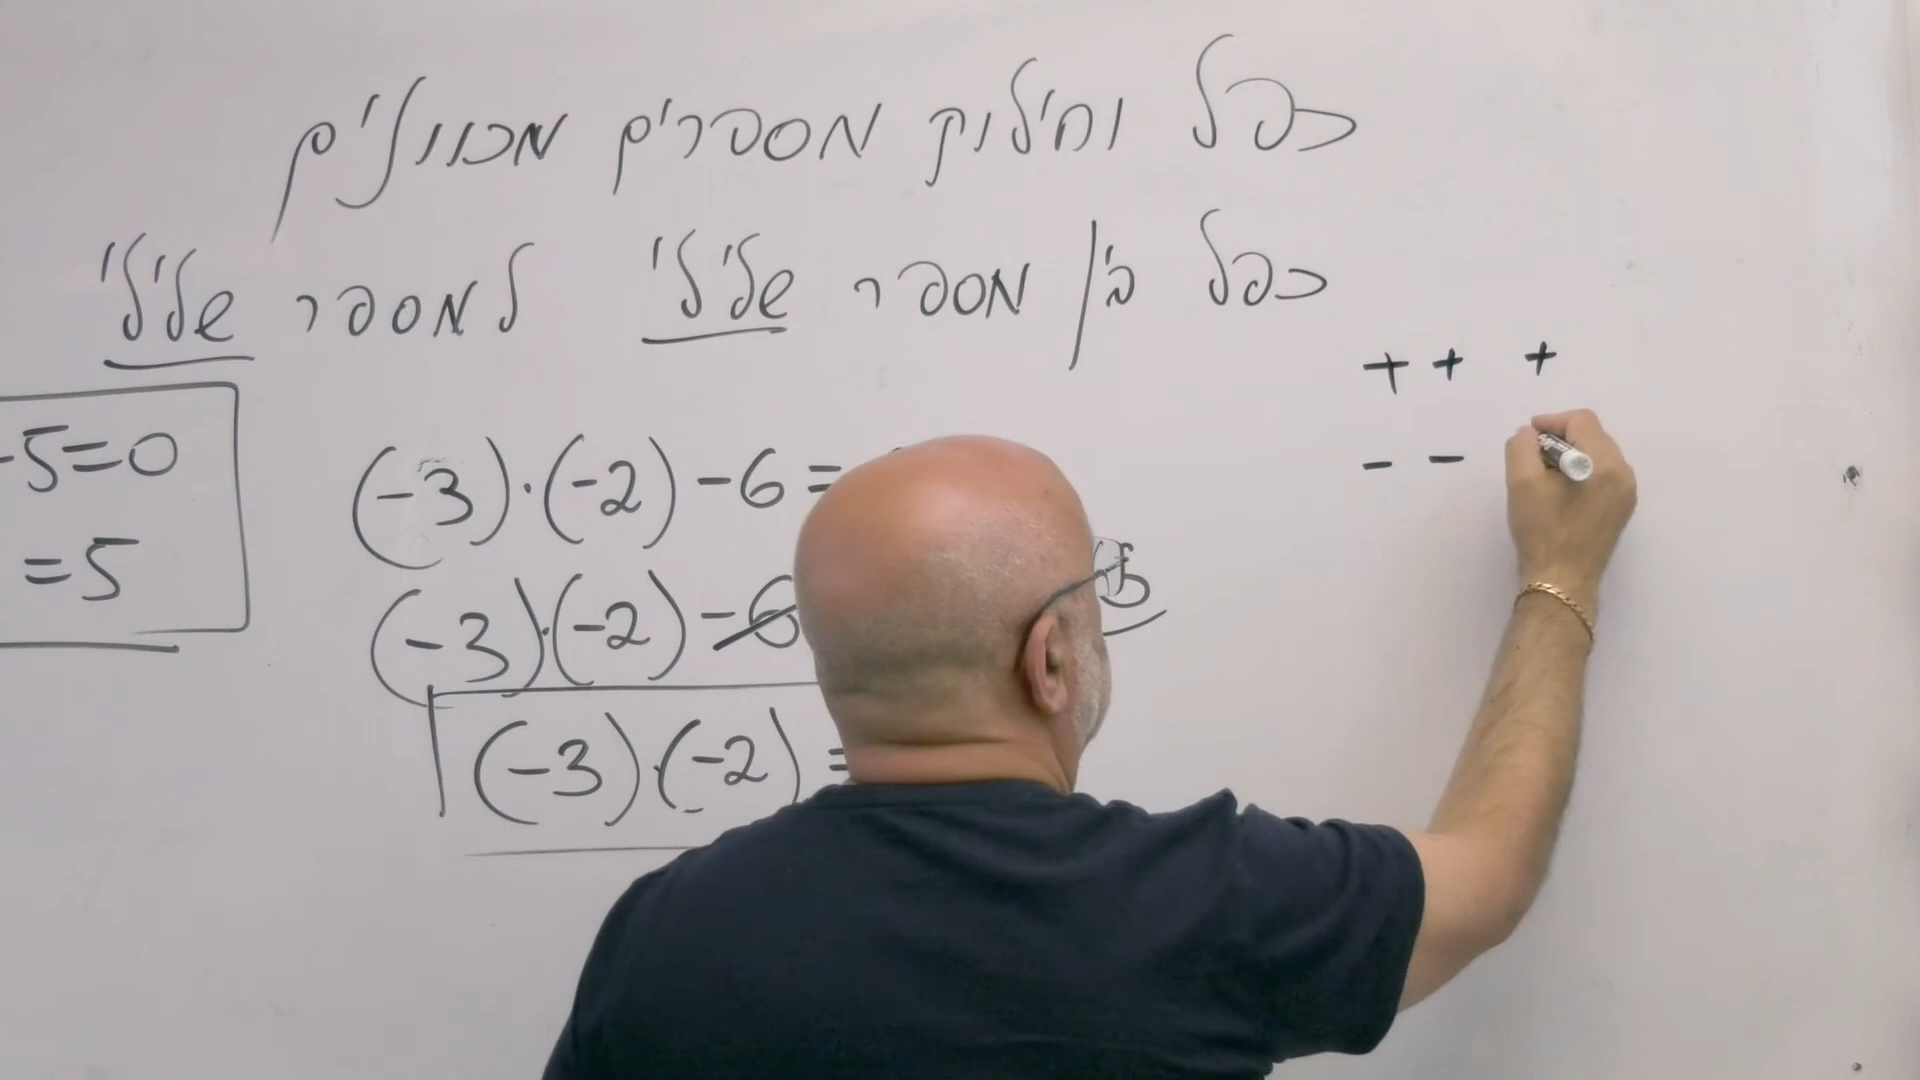 כפל וחילוק מספרים מכוונים
כפל בין מספר שלילי למספר שלילי
+ + +
- -
-5=0
=5
(-3)·(-2)-6=
(-3)·(-2)-6
(-3)·(-2)=